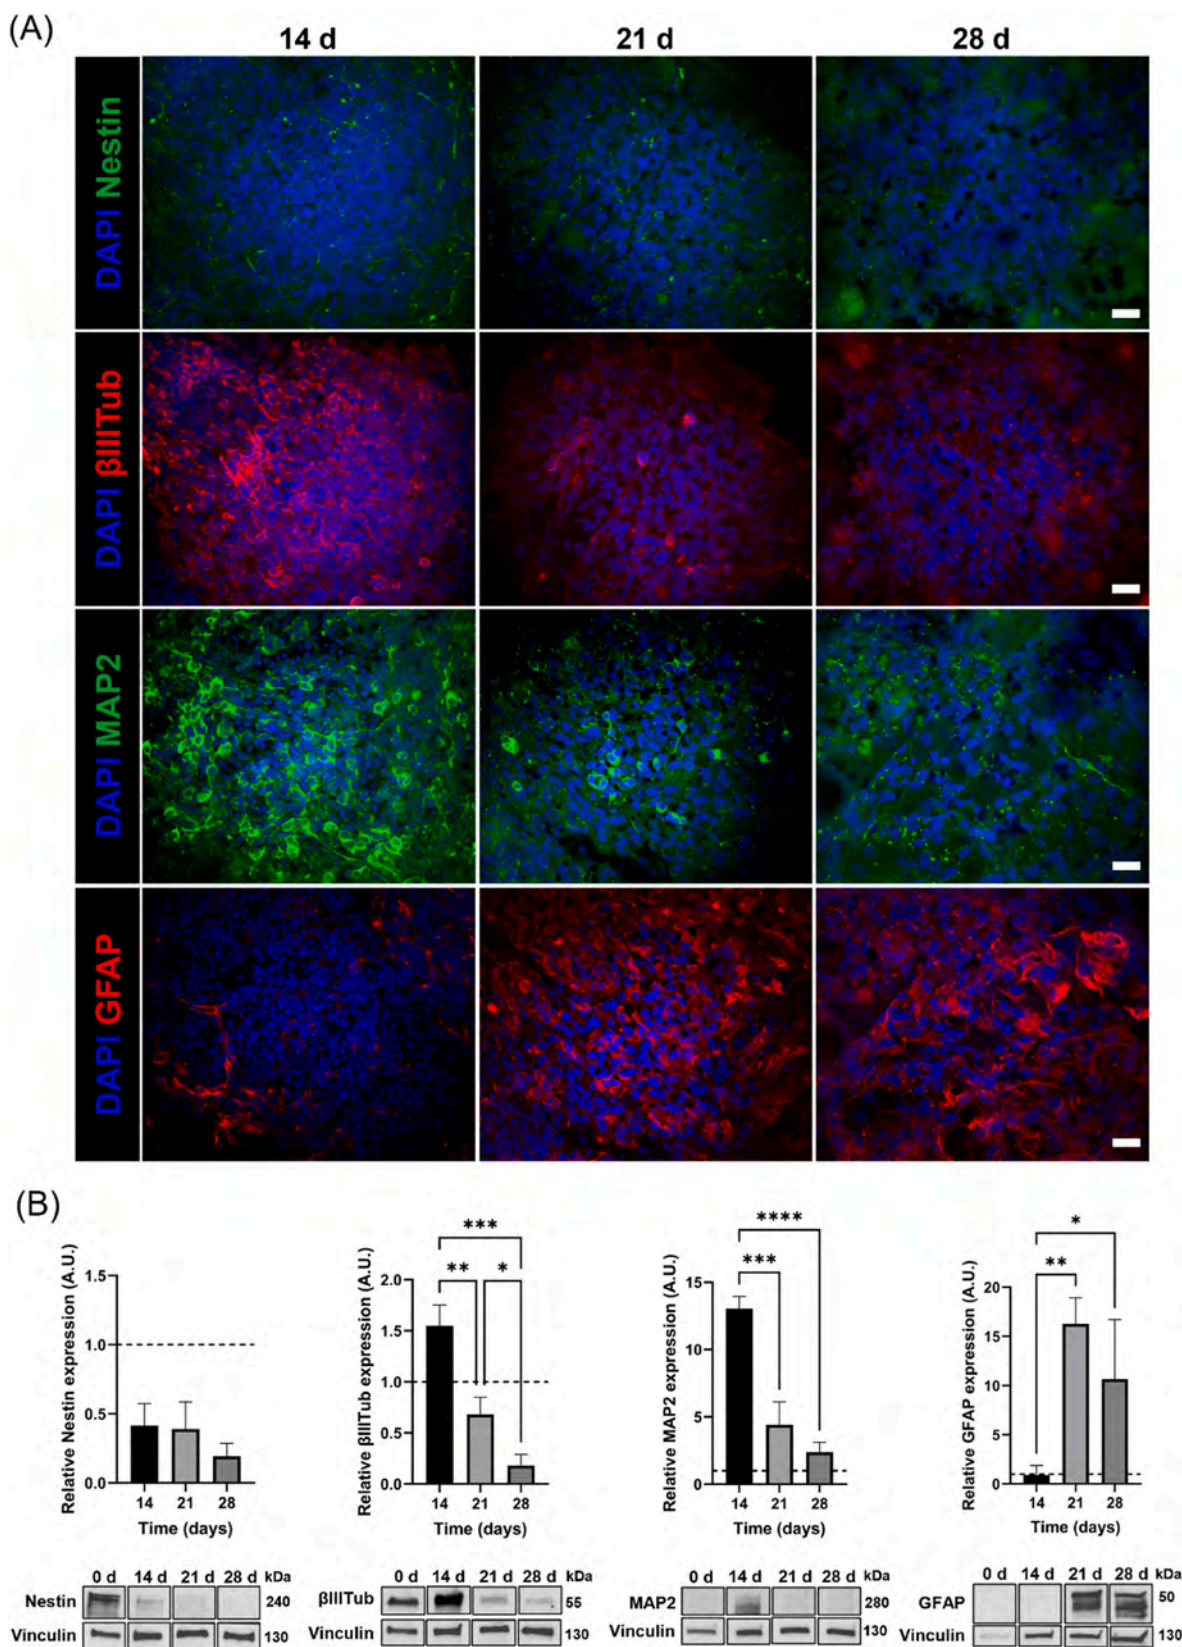 (A)
14 d 21 d 28 d
DAPI Nestin
DAPI βIIITub
DAPI MAP2
DAPI GFAP
(B)
Relative Nestin expression (A.U.)
1.5
1.0
0.5
0.0
14 21 28
Time (days)
Relative βIIITub expression (A.U.)
2.0
1.5
1.0
0.5
0.0
***
** *
14 21 28
Time (days)
Relative MAP2 expression (A.U.)
15
10
5
0
****
***
14 21 28
Time (days)
Relative GFAP expression (A.U.)
20
15
10
5
0
*
**
14 21 28
Time (days)
0 d 14 d 21 d 28 d kDa
Nestin 240
Vinculin 130
0 d 14 d 21 d 28 d kDa
βIIITub 55
Vinculin 130
0 d 14 d 21 d 28 d kDa
MAP2 280
Vinculin 130
0 d 14 d 21 d 28 d kDa
GFAP 50
Vinculin 130